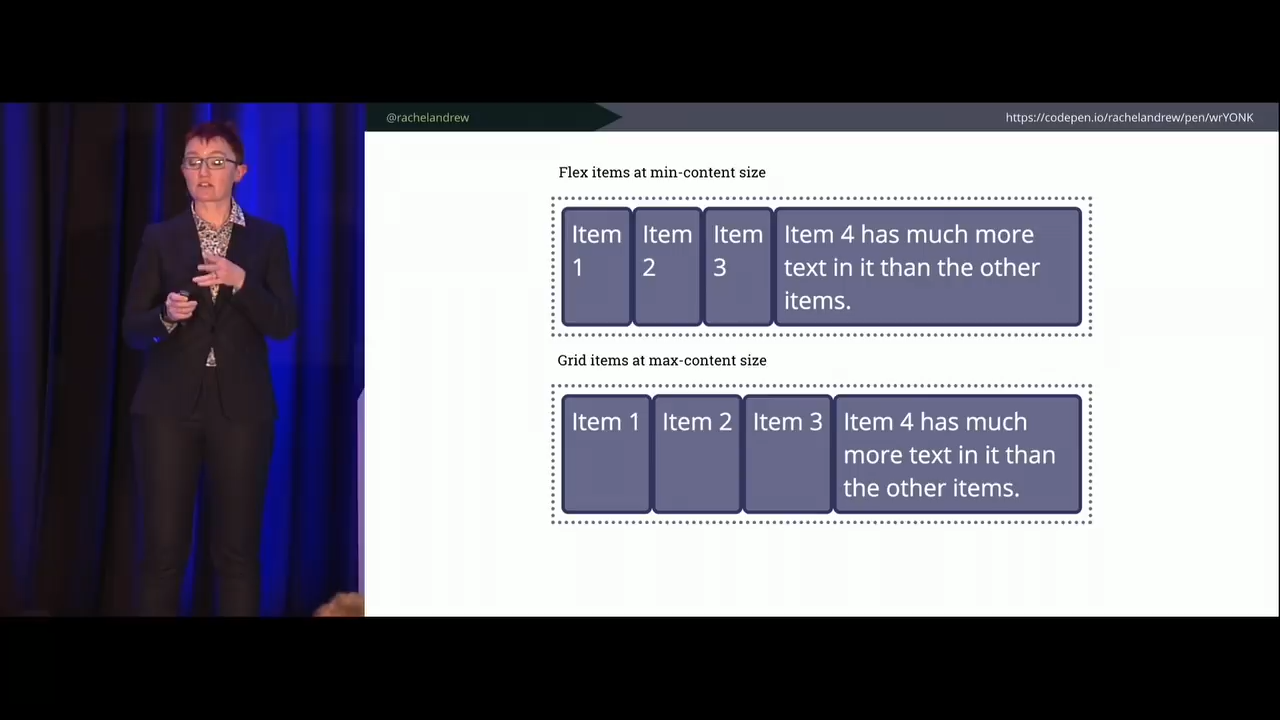 @rachelandrew
https://codepen.io/rachelandrew/pen/wrYONK
Flex items at min-content size
Item
1
Item
2
Item
3
Item 4 has much more
text in it than the other
items.
Grid items at max-content size
Item 1
Item 2
Item 3
Item 4 has much
more text in it than
the other items.